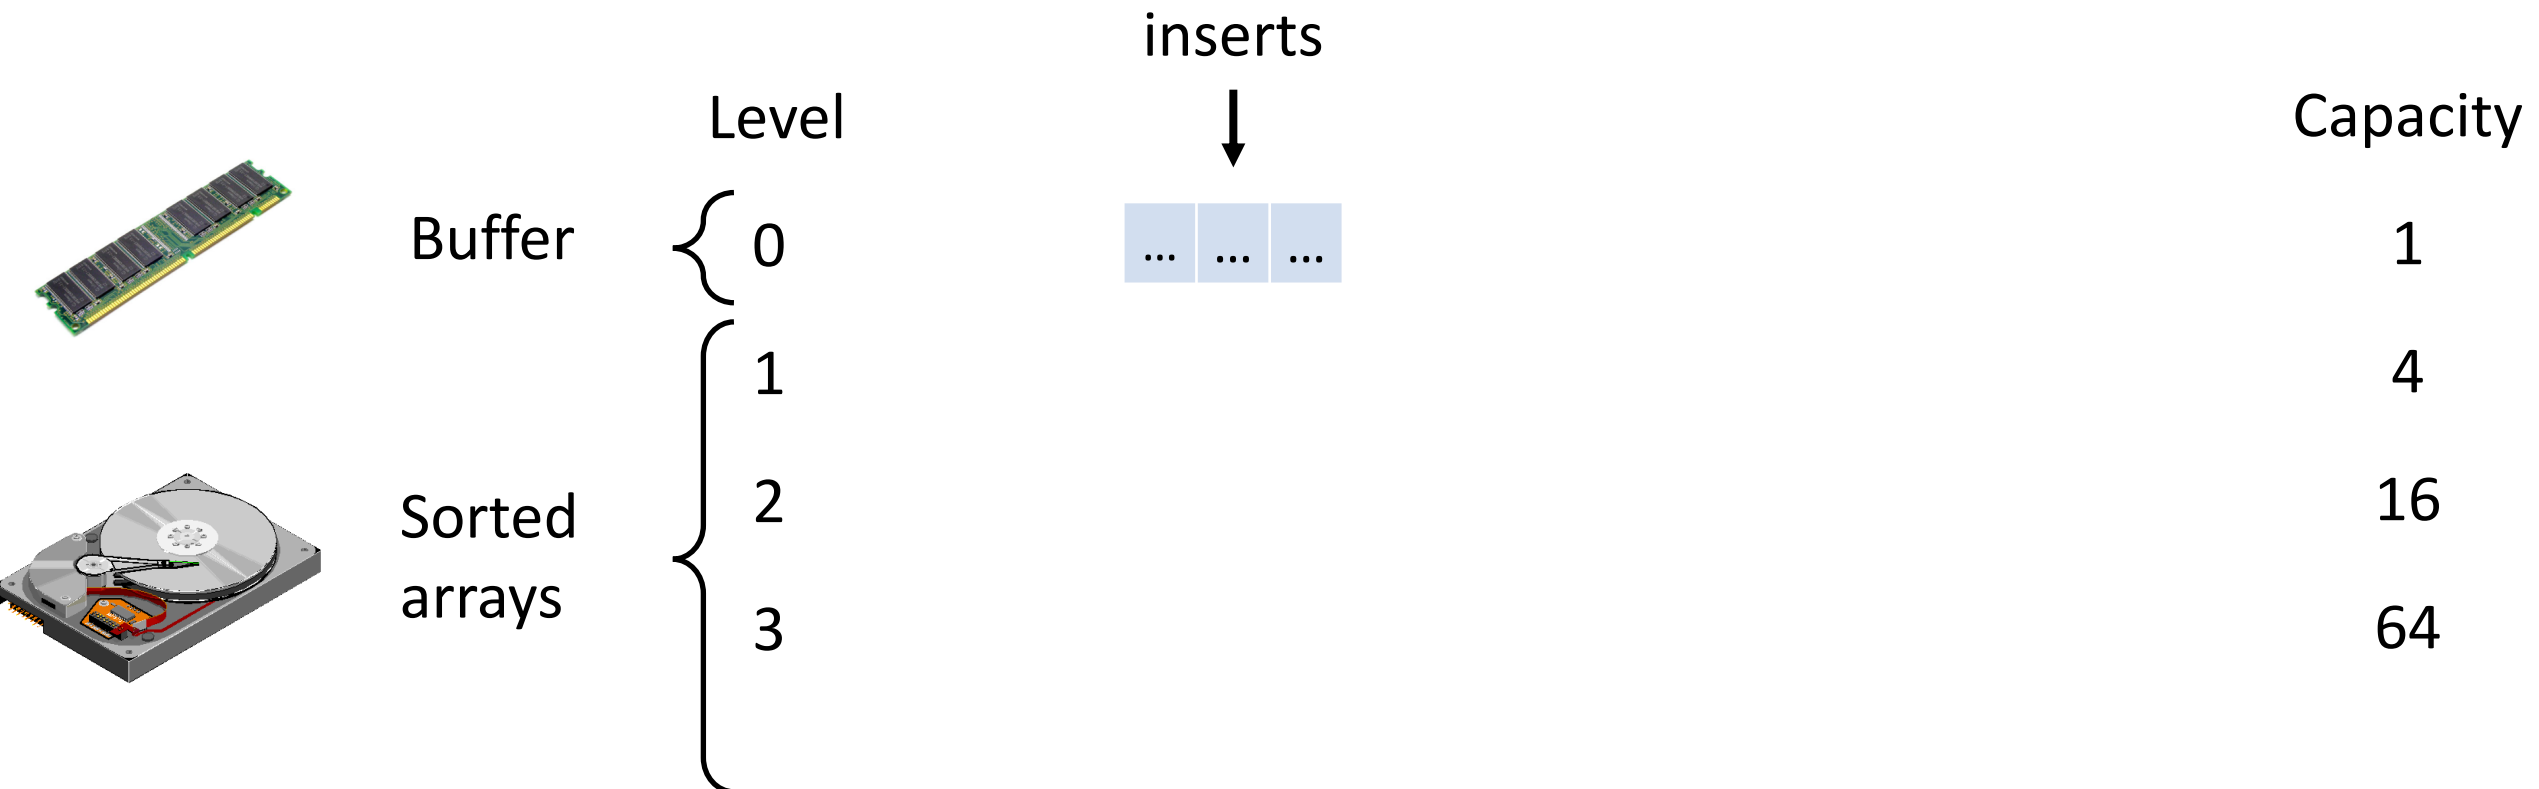 inserts
Level
Capacity
Buffer
0
... ... ...
1
1
4
Sorted
arrays
2
16
3
64